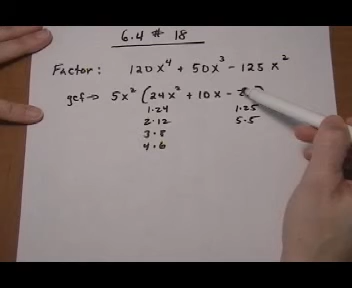 6.4 # 18
Factor: 120x⁴ + 50x³ - 125x²
gcf → 5x² (24x² + 10x -
1·24 1·25
2·12 5·5
3·8
4·6